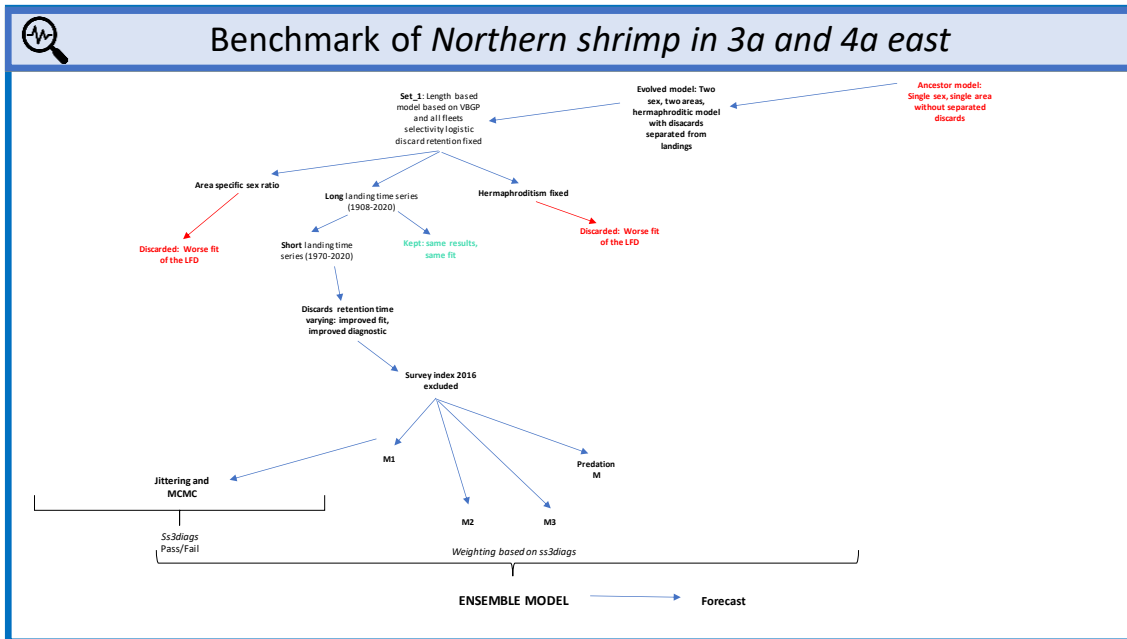 Benchmark of Northern shrimp in 3a and 4a east
Set_1: Length based
model based on VBGP
and all fleets
selectivity logistic
discard retention fixed
Evolved model: Two
sex, two areas,
hermaphroditic model
with disacards
separated from
landings
Ancestor model:
Single sex, single area
without separated
discards
Area specific sex ratio
Long landing time series
(1908-2020)
Hermaphroditism fixed
Discarded: Worse fit
of the LFD
Short landing time
series (1970-2020)
Kept: same results,
same fit
Discarded: Worse fit
of the LFD
Discards retention time
varying: improved fit,
improved diagnostic
Survey index 2016
excluded
M1
Predation
M
Jittering and
MCMC
M2
M3
Ss3diags
Pass/Fail
Weighting based on ss3diags
ENSEMBLE MODEL
Forecast